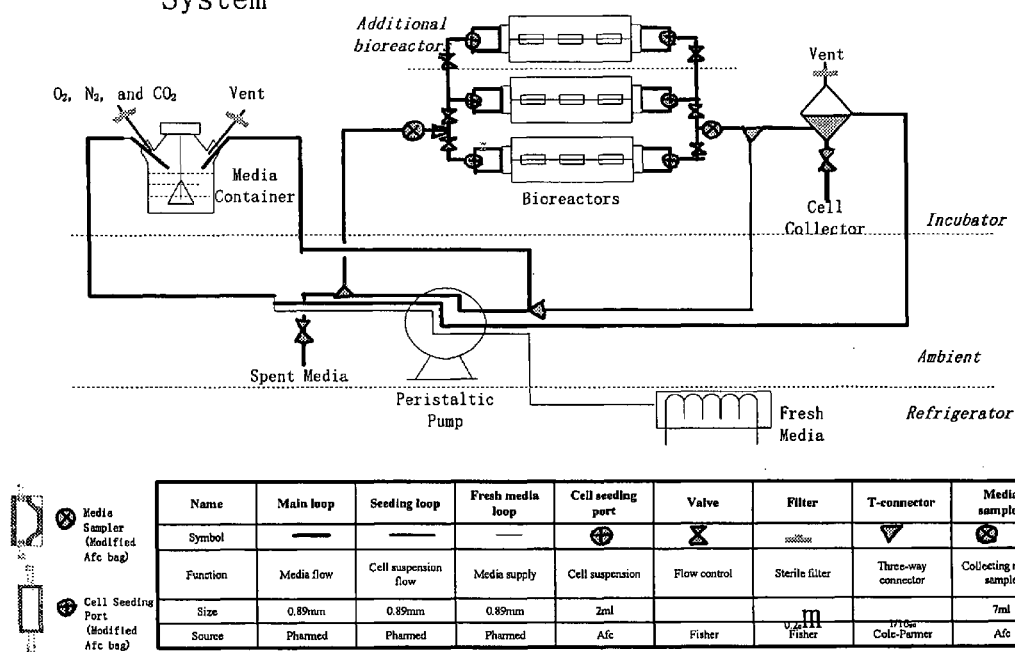 System
Additional
bioreactors
Vent
O₂, N₂, and CO₂
Vent
Media
Container
Bioreactors
Cell
Collector
Incubator
Spent Media
Ambient
Peristaltic
Pump
Fresh
Media
Refrigerator
Media
Sampler
(Modified
Afc bag)
Cell Seeding
Port
(Modified
Afc bag)
Name Main loop Seeding loop Fresh media loop Cell seeding port Valve Filter T-connector Media
Symbol
Function Media flow Cell suspension flow Media supply Cell suspension Flow control Sterile filter Three-way connector Collecting
Size 0.89mm 0.89mm 0.89mm 2ml m 7ml
Source Pharmed Pharmed Pharmed Afc Fisher Fisher Cole-Parmer Afc